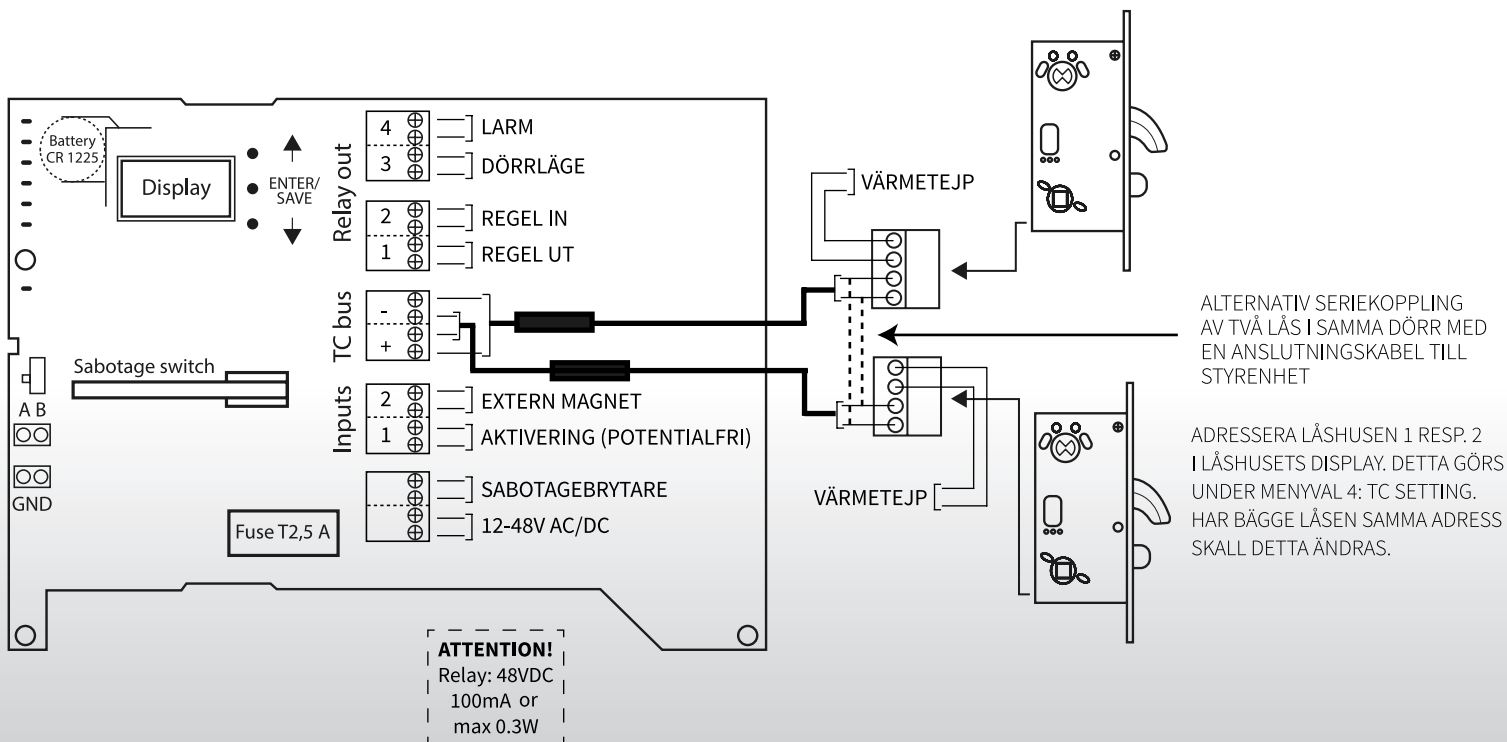 Battery
CR 1225
Display
ENTER/
SAVE
Relay out
4
LARM
3
DÖRRLÄGE
2
REGEL IN
1
REGEL UT
TC bus
-
+
Sabotage switch
A B
GND
Inputs
2
EXTERN MAGNET
1
AKTIVERING (POTENTIALFRI)
SABOTAGEBRYTARE
12-48V AC/DC
Fuse T2,5 A
ATTENTION!
Relay: 48VDC
100mA or
max 0.3W
VÄRMETEJP
VÄRMETEJP
ALTERNATIV SERIEKOPPLING
AV TVÅ LÅS I SAMMA DÖRR MED
EN ANSLUTNINGSKABEL TILL
STYRENHET
ADRESSERA LÅSHUSEN 1 RESP. 2
I LÅSHUSETS DISPLAY. DETTA GÖRS
UNDER MENYVAL 4: TC SETTING.
HAR BÄGGE LÅSEN SAMMA ADRESS
SKALL DETTA ÄNDRAS.